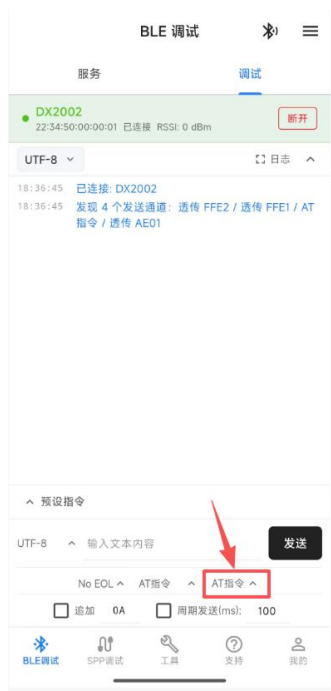 BLE 调试
服务 调试
DX2002
22:34:50:00:00:01 已连接 RSSI: 0 dBm
断开
UTF-8 日志
18:36:45 已连接: DX2002
18:36:45 发现 4 个发送通道：透传 FFE2 / 透传 FFE1 / AT
指令 / 透传 AE01
预设指令
UTF-8 输入文本内容 发送
No EOL AT指令 AT指令
追加 0A 周期发送(ms): 100
BLE调试 SPP调试 工具 支持 我的